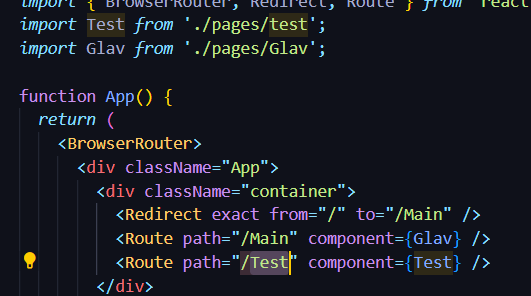 import { BrowserRouter, Redirect, Route } from 'react
import Test from './pages/test';
import Glav from './pages/Glav';
function App() {
return (
<BrowserRouter>
<div className="App">
<div className="container">
<Redirect exact from="/" to="/Main" />
<Route path="/Main" component={Glav} />
<Route path="/Test" component={Test} />
</div>